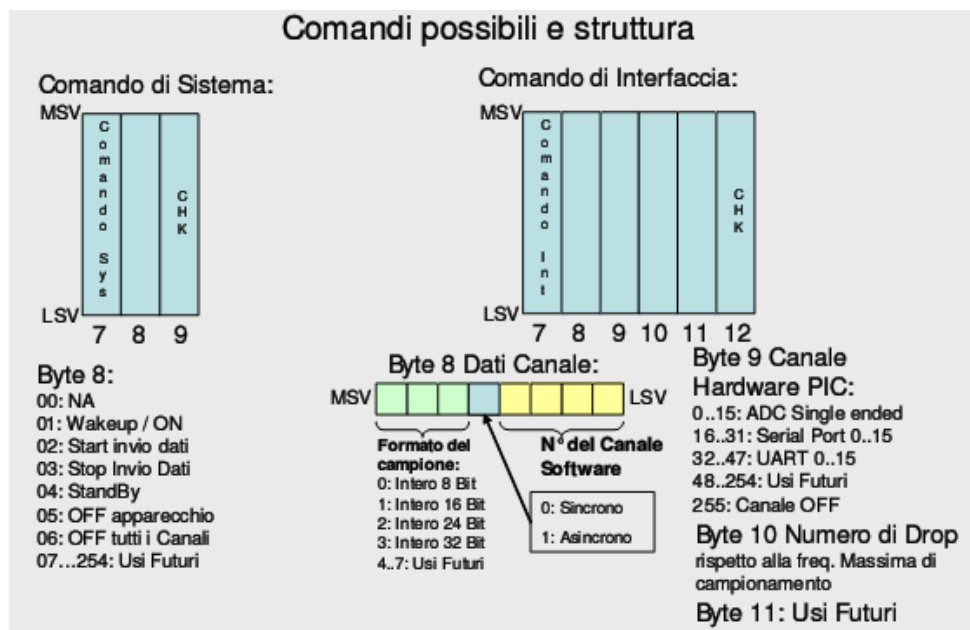 Comandi possibili e struttura
Comando di Sistema:
MSV
Comando Sys
CHK
LSV
7 8 9
Byte 8:
00: NA
01: Wakeup / ON
02: Start invio dati
03: Stop Invio Dati
04: StandBy
05: OFF apparecchio
06: OFF tutti i Canali
07...254: Usi Futuri
Comando di Interfaccia:
MSV
Comando Int
CHK
LSV
7 8 9 10 11 12
Byte 8 Dati Canale:
MSV LSV
Formato del
campione:
0: Intero 8 Bit
1: Intero 16 Bit
2: Intero 24 Bit
3: Intero 32 Bit
4..7: Usi Futuri
N° del Canale
Software
0: Sincrono
1: Asincrono
Byte 9 Canale
Hardware PIC:
0..15: ADC Single ended
16..31: Serial Port 0..15
32..47: UART 0..15
48..254: Usi Futuri
255: Canale OFF
Byte 10 Numero di Drop
rispetto alla freq. Massima di
campionamento
Byte 11: Usi Futuri